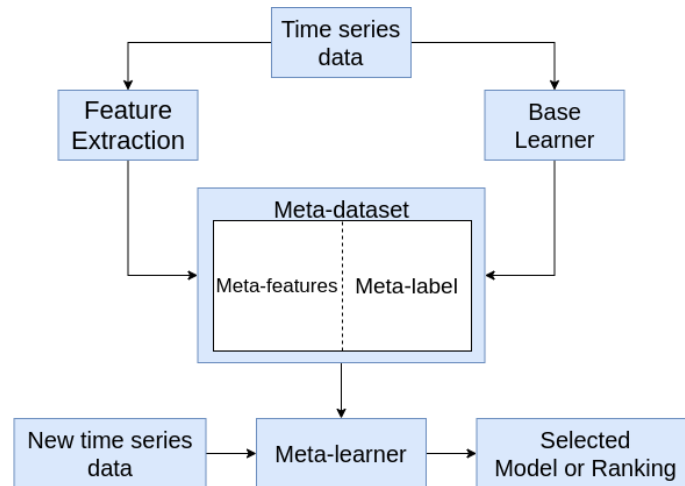 Time series
data
Feature
Extraction
Base
Learner
Meta-dataset
Meta-features
Meta-label
New time series
data
Meta-learner
Selected
Model or Ranking